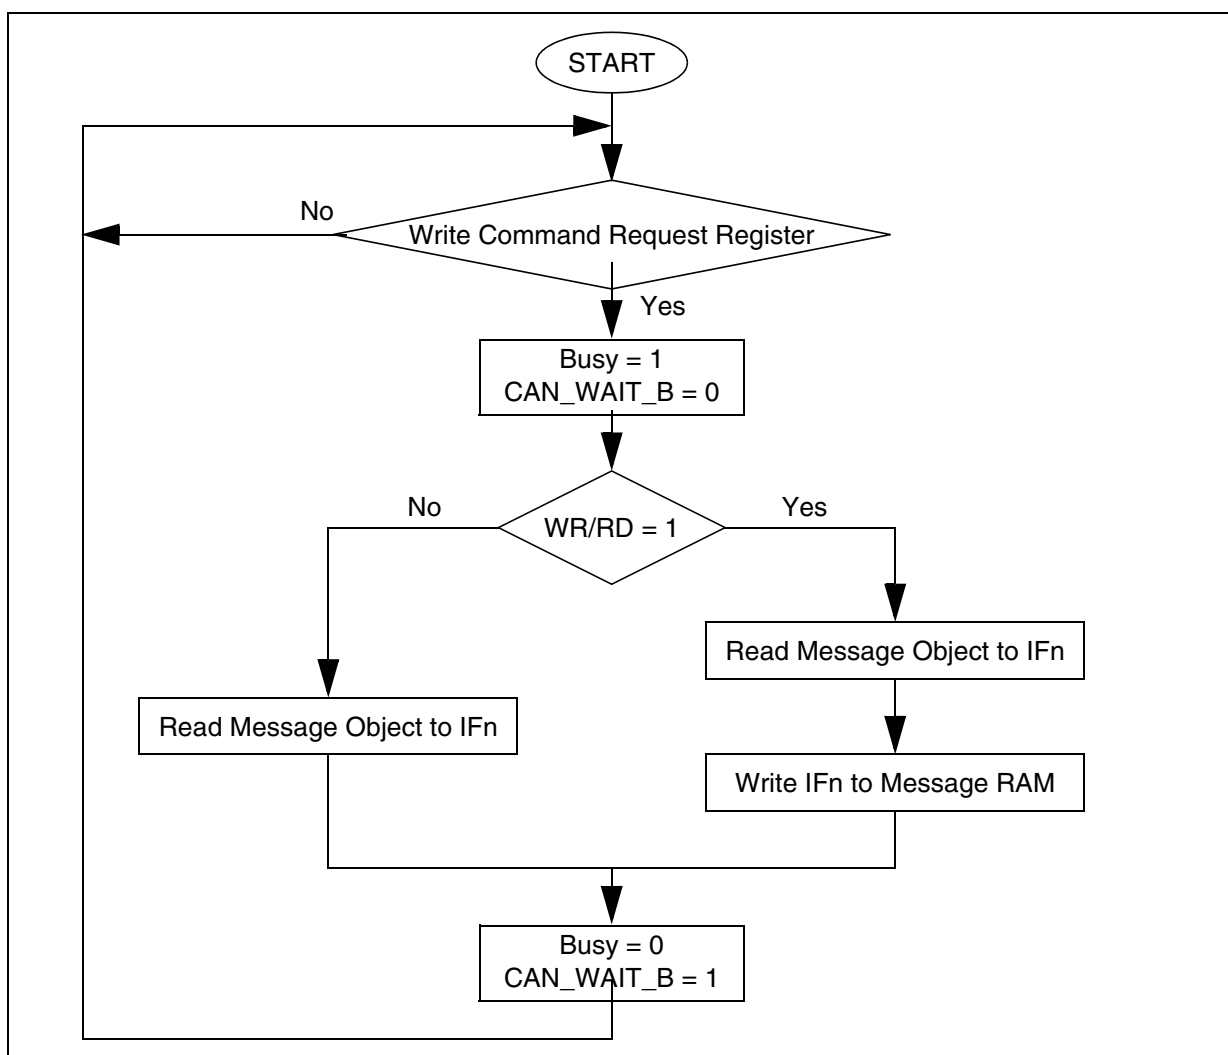 START
No
Write Command Request Register
Yes
Busy = 1
CAN_WAIT_B = 0
No
Yes
WR/RD = 1
Read Message Object to IFn
Read Message Object to IFn
Write IFn to Message RAM
Busy = 0
CAN_WAIT_B = 1